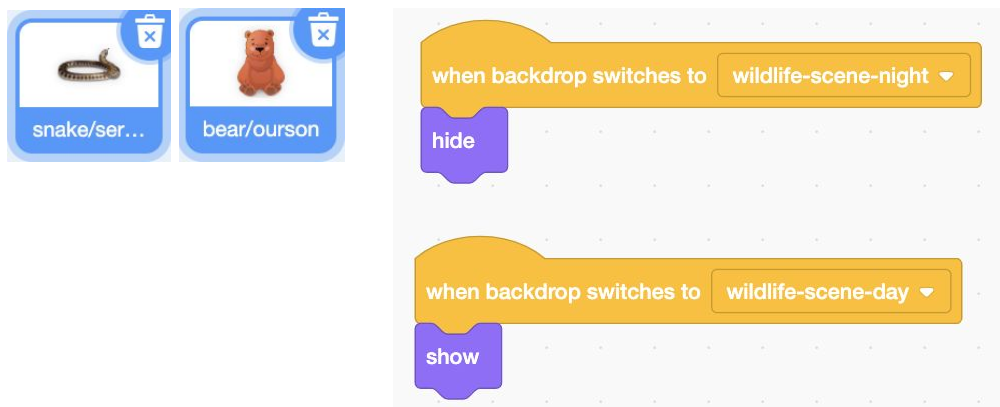 snake/ser...
bear/ourson
when backdrop switches to wildlife-scene-night
hide
when backdrop switches to wildlife-scene-day
show